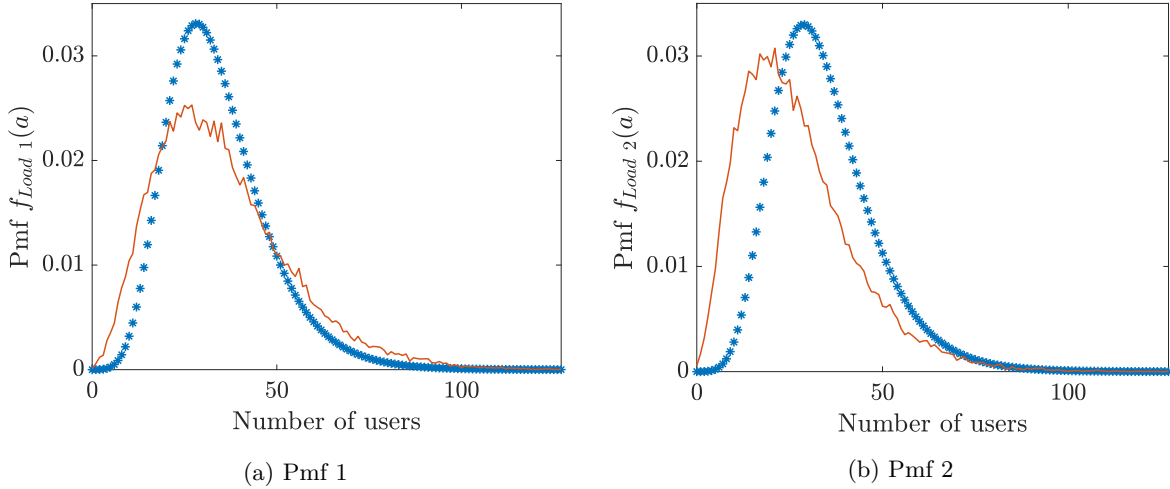 0.03
0.02
0.01
0
0
50
100
Pmf f_{Load 1}(a)
Number of users
(a) Pmf 1
0.03
0.02
0.01
0
0
50
100
Pmf f_{Load 2}(a)
Number of users
(b) Pmf 2